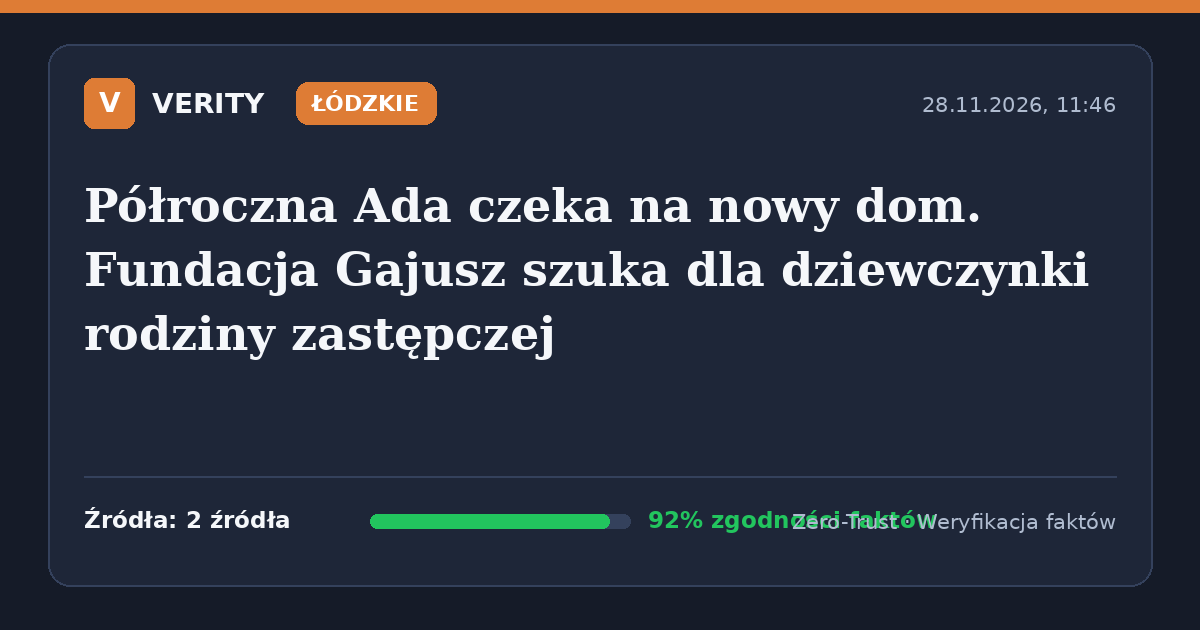 V VERITY ŁÓDZKIE 28.11.2026, 11:46
Półroczna Ada czeka na nowy dom.
Fundacja Gajusz szuka dla dziewczynki
rodziny zastępczej
Źródła: 2 źródła 92% zgodności faktów Zero-Trust · Weryfikacja faktów